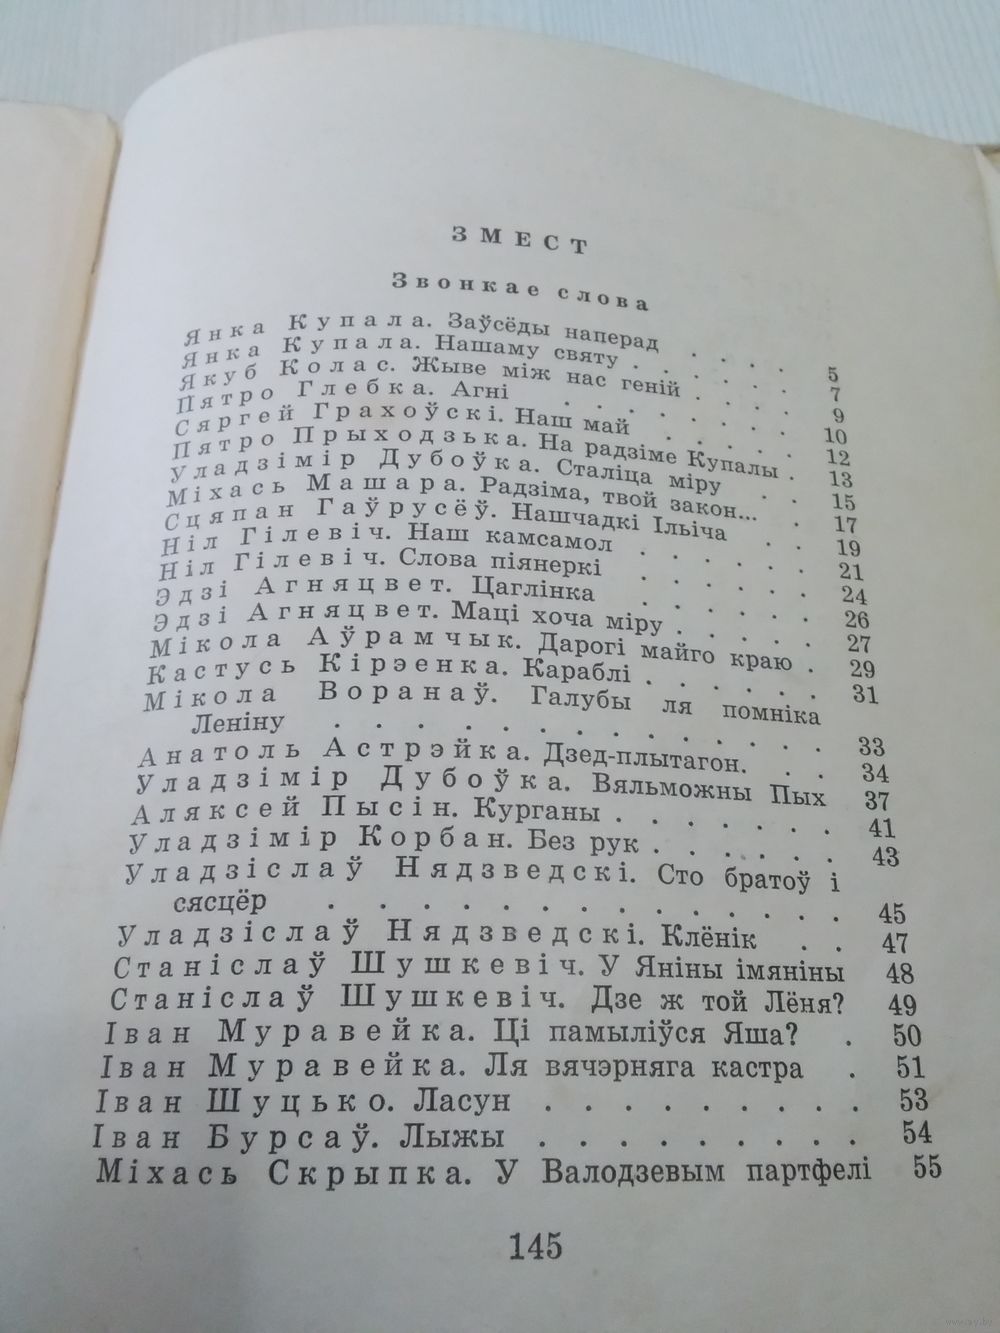 ЗМЕСТ
Звонкае слова
Янка Купала. Заўсёды наперад . . . . 5
Янка Купала. Нашаму святу . . . . . . 7
Якуб Колас. Жыве між нас геній . . . . 9
Пятро Глебка. Агні . . . . . . . 10
Сяргей Грахоўскі. Наш май . . . . . 12
Пятро Прыходзька. На радзіме Купалы . 13
Уладзімір Дубоўка. Сталіца міру . . 15
Міхась Машара. Радзіма, твой закон... . 17
Сцяпан Гаўрусёў. Нашчадкі Ільіча . . 19
Ніл Гілевіч. Наш камсамол . . . . . . 21
Ніл Гілевіч. Слова піянеркі . . . . . . 24
Эдзі Агняцвет. Цаглінка . . . . . . 26
Эдзі Агняцвет. Маці хоча міру . . . . . 27
Мікола Аўрамчык. Дарогі майго краю . 29
Кастусь Кірэенка. Караблі . . . . . . 31
Мікола Воранаў. Галубы ля помніка
Леніну . . . . . . . . . . . . 33
Анатоль Астрэйка. Дзед-плытагон. . . 34
Уладзімір Дубоўка. Вяльможны Пых 37
Аляксей Пысін. Курганы . . . . . . . 41
Уладзімір Корбан. Без рук . . . . . . 43
Уладзіслаў Нядзведскі. Сто братоў і
сясцёр . . . . . . . . . . . . . 45
Уладзіслаў Нядзведскі. Клёнік . . 47
Станіслаў Шушкевіч. У Яніны імяніны 48
Станіслаў Шушкевіч. Дзе ж той Лёня? 49
Іван Муравейка. Ці памыліўся Яша? . 50
Іван Муравейка. Ля вячэрняга кастра . 51
Іван Шуцько. Ласун . . . . . . . . . 53
Іван Бурсаў. Лыжы . . . . . . . . . 54
Міхась Скрыпка. У Валодзевым партфелі 55
145